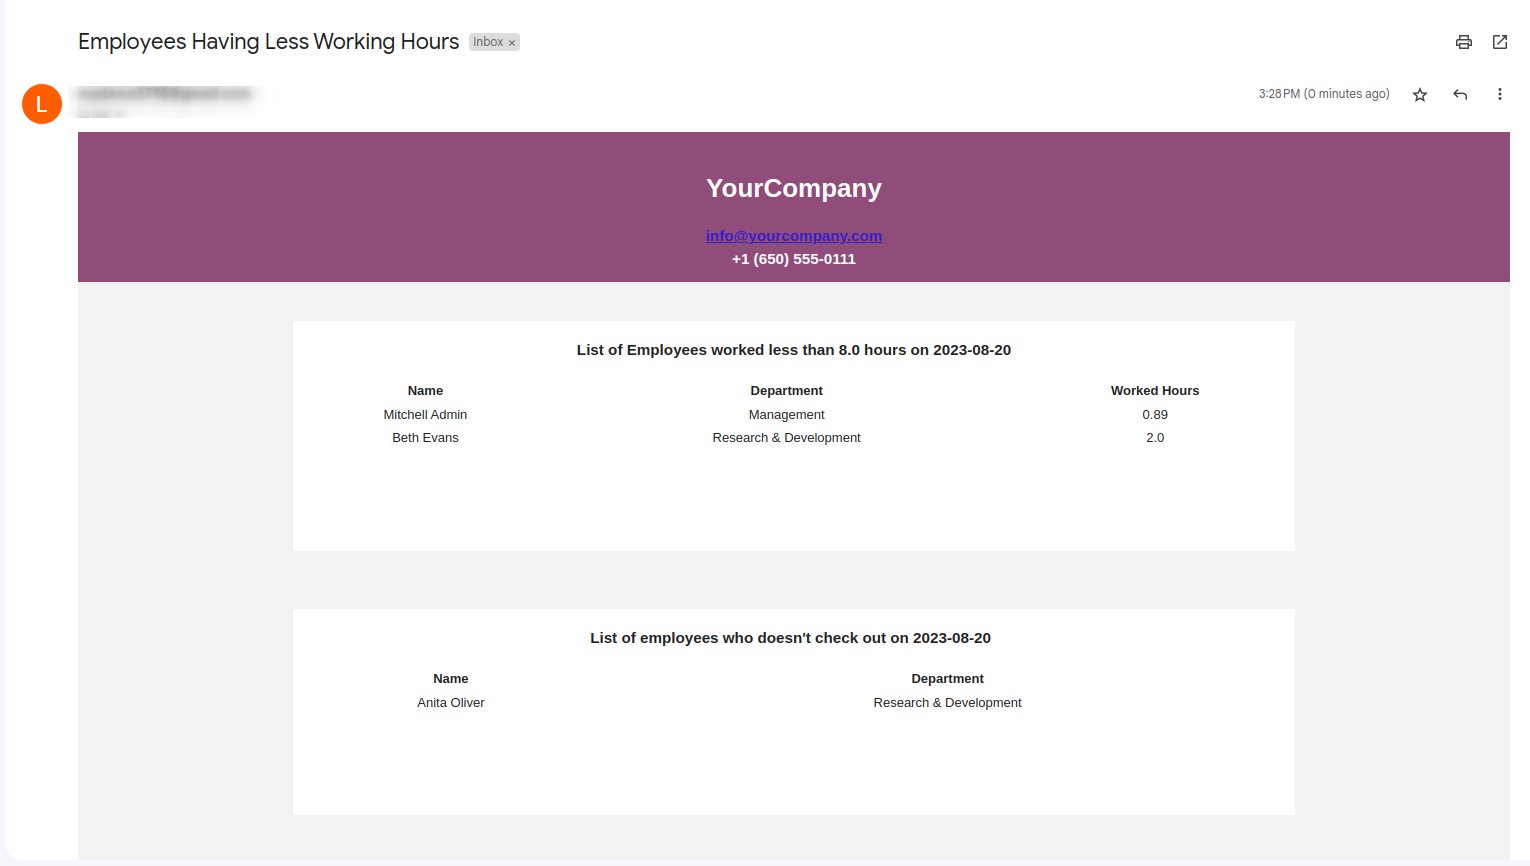 Employees Having Less Working Hours Inbox ×
L
3:28 PM (0 minutes ago)
YourCompany
info@yourcompany.com
+1 (650) 555-0111
List of Employees worked less than 8.0 hours on 2023-08-20
Name Department Worked Hours
Mitchell Admin Management 0.89
Beth Evans Research & Development 2.0
List of employees who doesn't check out on 2023-08-20
Name Department
Anita Oliver Research & Development